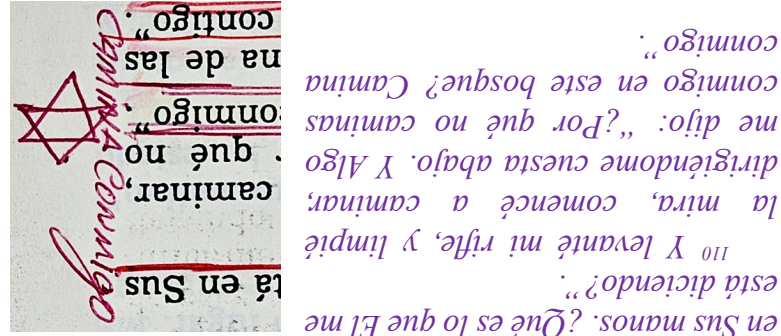 en Sus manos. ¿Qué es lo que El me
está diciendo?”.
110 Y levanté mi rifle, y limpié
la mira, comencé a caminar,
dirigiéndome cuesta abajo. Y Algo
me dijo: “¿Por qué no caminas
conmigo en este bosque? Camina
conmigo”.
tá en Sus
caminar,
qué no
onmigo”.
na de las
contigo”.
CAMINA Conmigo